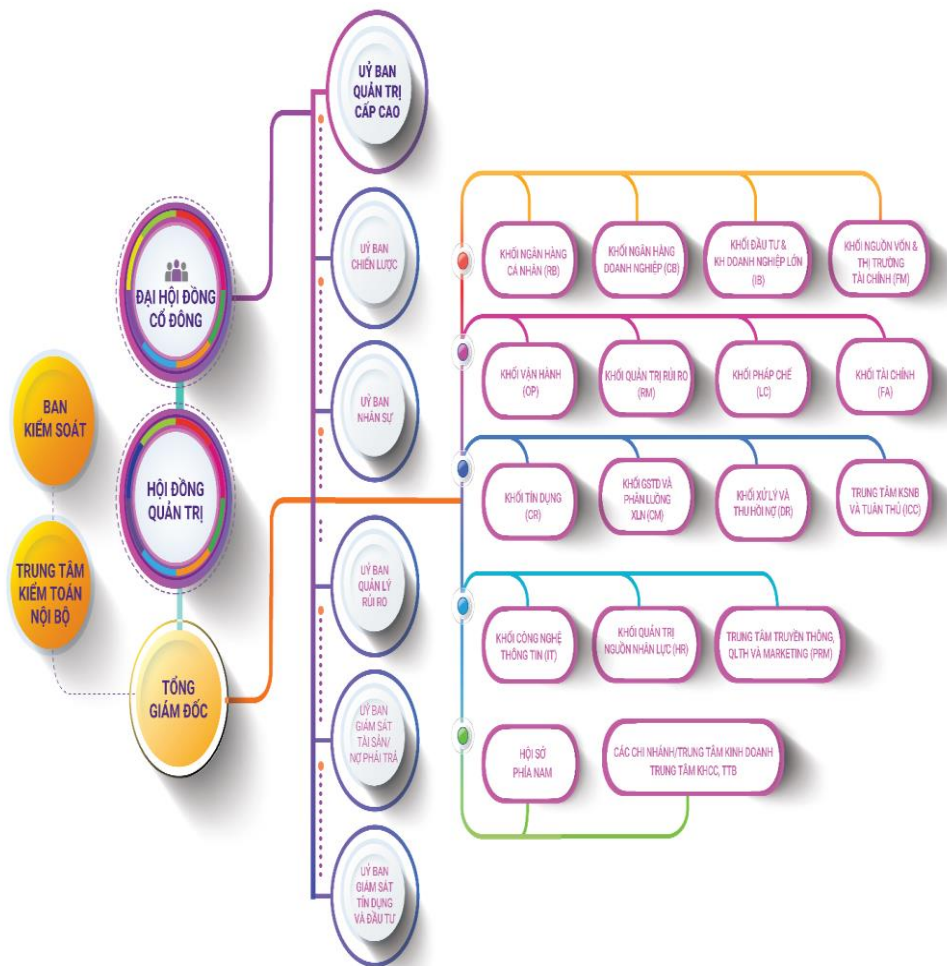 UỶ BAN
QUẢN TRỊ
CẤP CAO
ĐẠI HỘI ĐỒNG
CỔ ĐÔNG
BAN
KIỂM SOÁT
HỘI ĐỒNG
QUẢN TRỊ
TRUNG TÂM
KIỂM TOÁN
NỘI BỘ
TỔNG
GIÁM ĐỐC
UỶ BAN
CHIẾN LƯỢC
UỶ BAN
NHÂN SỰ
UỶ BAN
QUẢN LÝ
RỦI RO
UỶ BAN
GIÁM SÁT
TÀI SẢN/
NỢ PHẢI TRẢ
UỶ BAN
GIÁM SÁT
TÍN DỤNG
VÀ ĐẦU TƯ
KHỐI NGÂN HÀNG
CÁ NHÂN (RB)
KHỐI NGÂN HÀNG
DOANH NGHIỆP (CB)
KHỐI ĐẦU TƯ &
KH DOANH NGHIỆP LỚN
(IB)
KHỐI NGUỒN VỐN &
THỊ TRƯỜNG
TÀI CHÍNH (FM)
KHỐI VẬN HÀNH
(OP)
KHỐI QUẢN TRỊ RỦI RO
(RM)
KHỐI PHÁP CHẾ
(LC)
KHỐI TÀI CHÍNH
(FA)
KHỐI TÍN DỤNG
(CR)
KHỐI GSTD VÀ
PHÂN LUỒNG
XLN (CM)
KHỐI XỬ LÝ VÀ
THU HỒI NỢ (DR)
TRUNG TÂM KSNB
VÀ TUÂN THỦ (ICC)
KHỐI CÔNG NGHỆ
THÔNG TIN (IT)
KHỐI QUẢN TRỊ
NGUỒN NHÂN LỰC (HR)
TRUNG TÂM TRUYỀN THÔNG,
QLTH VÀ MARKETING (PRM)
HỘI SỞ
PHÍA NAM
CÁC CHI NHÁNH/TRUNG TÂM KINH DOANH
TRUNG TÂM KHCC, TTB